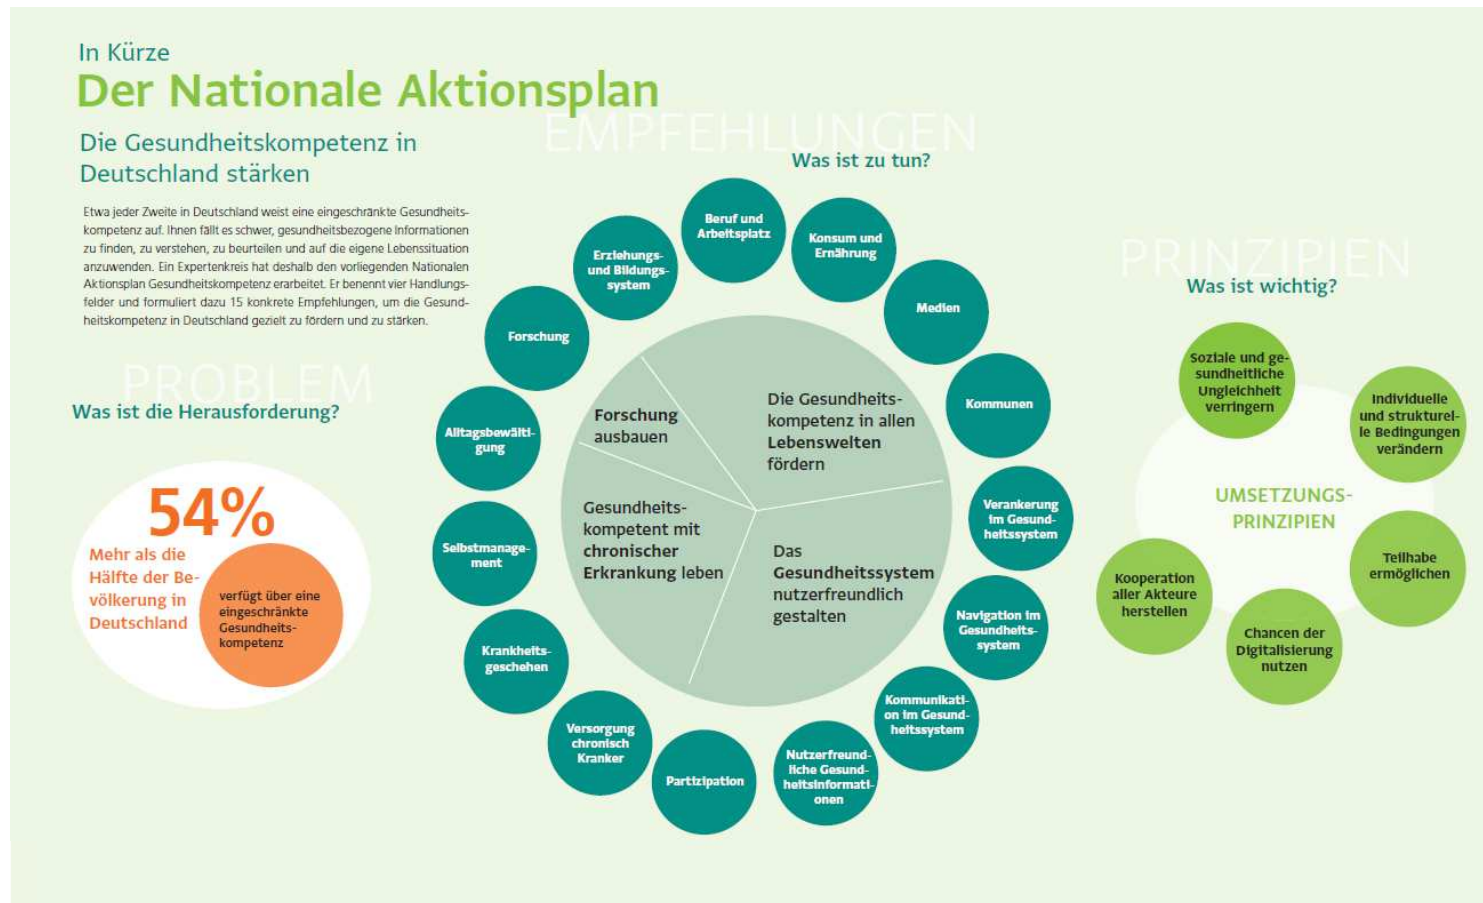 In Kürze
Der Nationale Aktionsplan
Die Gesundheitskompetenz in
Deutschland stärken
Etwa jeder Zweite in Deutschland weist eine eingeschränkte Gesundheits-
kompetenz auf. Ihnen fällt es schwer, gesundheitsbezogene Informationen
zu finden, zu verstehen, zu beurteilen und auf die eigene Lebenssituation
anzuwenden. Ein Expertenkreis hat deshalb den vorliegenden Nationalen
Aktionsplan Gesundheitskompetenz erarbeitet. Er benennt vier Handlungs-
felder und formuliert dazu 15 konkrete Empfehlungen, um die Gesund-
heitskompetenz in Deutschland gezielt zu fördern und zu stärken.
PROBLEM
Was ist die Herausforderung?
54%
Mehr als die
Hälfte der Be-
völkerung in
Deutschland
verfügt über eine
eingeschränkte
Gesundheits-
kompetenz
EMPFEHLUNGEN
Was ist zu tun?
Beruf und
Arbeitsplatz
Konsum und
Ernährung
Medien
Kommunen
Verankerung
im Gesund-
heitssystem
Navigation im
Gesundheits-
system
Kommunikati-
on im Gesund-
heitssystem
Nutzerfreund-
liche Gesund-
heitsinformati-
onen
Partizipation
Versorgung
chronisch
Kranker
Krankheits-
geschehen
Selbstmanage-
ment
Alltagsbewälti-
gung
Forschung
Erziehungs-
und Bildungs-
system
Forschung
ausbauen
Die Gesundheits-
kompetenz in allen
Lebenswelten
fördern
Gesundheits-
kompetent mit
chronischer
Erkrankung leben
Das
Gesundheitssystem
nutzerfreundlich
gestalten
PRINZIPIEN
Was ist wichtig?
Soziale und ge-
sundheitliche
Ungleichheit
verringern
Individuelle
und strukturel-
le Bedingungen
verändern
UMSETZUNGS-
PRINZIPIEN
Teilhabe
ermöglichen
Chancen der
Digitalisierung
nutzen
Kooperation
aller Akteure
herstellen